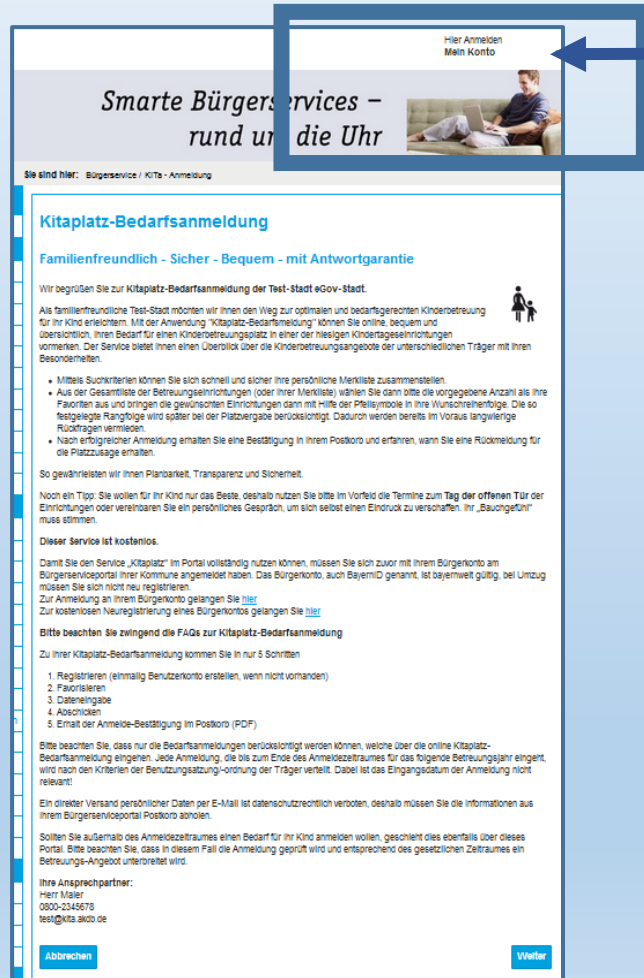 Hier Anmelden
Mein Konto
Smarte Bürgerservices –
rund um die Uhr
Sie sind hier: Bürgerservice / KiTa - Anmeldung
Kitaplatz-Bedarfsanmeldung
Familienfreundlich - Sicher - Bequem - mit Antwortgarantie
Wir begrüßen Sie zur Kitaplatz-Bedarfsanmeldung der Test-Stadt eGov-Stadt.
Als familienfreundliche Test-Stadt möchten wir Ihnen den Weg zur optimalen und bedarfsgerechten Kinderbetreuung
für Ihr Kind erleichtern. Mit der Anwendung "Kitaplatz-Bedarfsmeldung" können Sie online, bequem und
übersichtlich, Ihren Bedarf für einen Kinderbetreuungsplatz in einer der hiesigen Kindertageseinrichtungen
vormerken. Der Service bietet Ihnen einen Überblick über die Kinderbetreuungsangebote der unterschiedlichen Träger mit Ihren
Besonderheiten.
• Mittels Suchkriterien können Sie sich schnell und sicher Ihre persönliche Merkliste zusammenstellen.
• Aus der Gesamtliste der Betreuungseinrichtungen (oder Ihrer Merkliste) wählen Sie dann bitte die vorgegebene Anzahl als Ihre
Favoriten aus und bringen die gewünschten Einrichtungen dann mit Hilfe der Pfeilsymbole in Ihre Wunschreihenfolge. Die so
festgelegte Rangfolge wird später bei der Platzvergabe berücksichtigt. Dadurch werden bereits im Voraus langwierige
Rückfragen vermieden.
• Nach erfolgreicher Anmeldung erhalten Sie eine Bestätigung in Ihrem Postkorb und erfahren, wann Sie eine Rückmeldung für
die Platzzusage erhalten.
So gewährleisten wir Ihnen Planbarkeit, Transparenz und Sicherheit.
Noch ein Tipp: Sie wollen für Ihr Kind nur das Beste, deshalb nutzen Sie bitte im Vorfeld die Termine zum Tag der offenen Tür der
Einrichtungen oder vereinbaren Sie ein persönliches Gespräch, um sich selbst einen Eindruck zu verschaffen. Ihr „Bauchgefühl"
muss stimmen.
Dieser Service ist kostenlos.
Damit Sie den Service „Kitaplatz" im Portal vollständig nutzen können, müssen Sie sich zuvor mit Ihrem Bürgerkonto am
Bürgerserviceportal Ihrer Kommune angemeldet haben. Das Bürgerkonto, auch BayernID genannt, ist bayernweit gültig, bei Umzug
müssen Sie sich nicht neu registrieren.
Zur Anmeldung an Ihrem Bürgerkonto gelangen Sie hier
Zur kostenlosen Neuregistrierung eines Bürgerkontos gelangen Sie hier
Bitte beachten Sie zwingend die FAQs zur Kitaplatz-Bedarfsanmeldung
Zu Ihrer Kitaplatz-Bedarfsanmeldung kommen Sie in nur 5 Schritten
1. Registrieren (einmalig Benutzerkonto erstellen, wenn nicht vorhanden)
2. Favorisieren
3. Dateneingabe
4. Abschicken
5. Erhalt der Anmelde-Bestätigung im Postkorb (PDF)
Bitte beachten Sie, dass nur die Bedarfsanmeldungen berücksichtigt werden können, welche über die online Kitaplatz-
Bedarfsanmeldung eingehen. Jede Anmeldung, die bis zum Ende des Anmeldezeitraumes für das folgende Betreuungsjahr eingeht,
wird nach den Kriterien der Benutzungsatzung/-ordnung der Träger verteilt. Dabei ist das Eingangsdatum der Anmeldung nicht
relevant!
Ein direkter Versand persönlicher Daten per E-Mail ist datenschutzrechtlich verboten, deshalb müssen Sie die Informationen aus
Ihrem Bürgerserviceportal Postkorb abholen.
Sollten Sie außerhalb des Anmeldezeitraumes einen Bedarf für Ihr Kind anmelden wollen, geschieht dies ebenfalls über dieses
Portal. Bitte beachten Sie, dass in diesem Fall die Anmeldung geprüft wird und entsprechend des gesetzlichen Zeitraumes ein
Betreuungs-Angebot unterbreitet wird.
Ihre Ansprechpartner:
Herr Maier
0800-2345678
test@kita.akdb.de
Abbrechen
Weiter